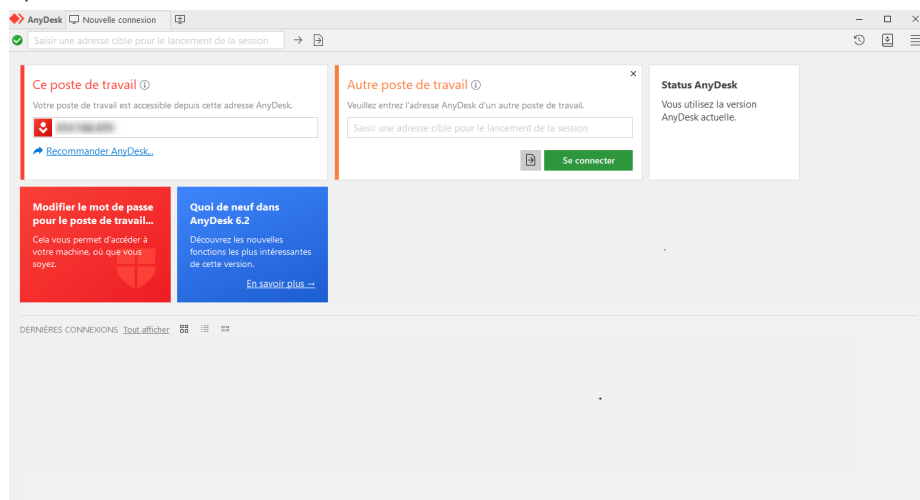 AnyDesk Nouvelle connexion
Saisir une adresse cible pour le lancement de la session
Ce poste de travail
Votre poste de travail est accessible depuis cette adresse AnyDesk.
Recommander AnyDesk...
Autre poste de travail
Veuillez entrez l'adresse AnyDesk d'un autre poste de travail.
Saisir une adresse cible pour le lancement de la session
Se connecter
Status AnyDesk
Vous utilisez la version
AnyDesk actuelle.
Modifier le mot de passe
pour le poste de travail...
Cela vous permet d'accéder à
votre machine, où que vous
soyez.
Quoi de neuf dans
AnyDesk 6.2
Découvrez les nouvelles
fonctions les plus intéressantes
de cette version.
En savoir plus →
DERNIÈRES CONNEXIONS Tout afficher